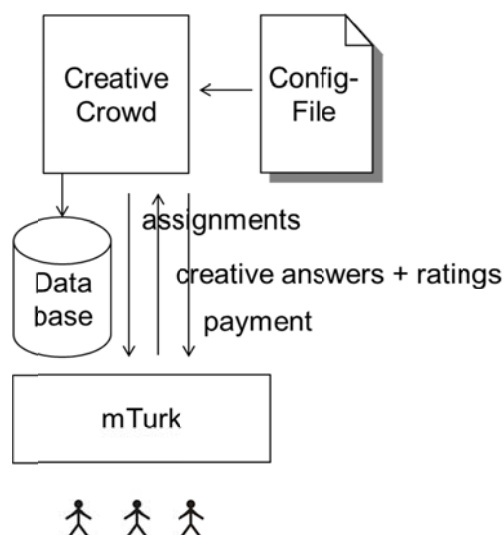 Creative
Crowd
Config-
File
assignments
creative answers + ratings
payment
Data
base
mTurk